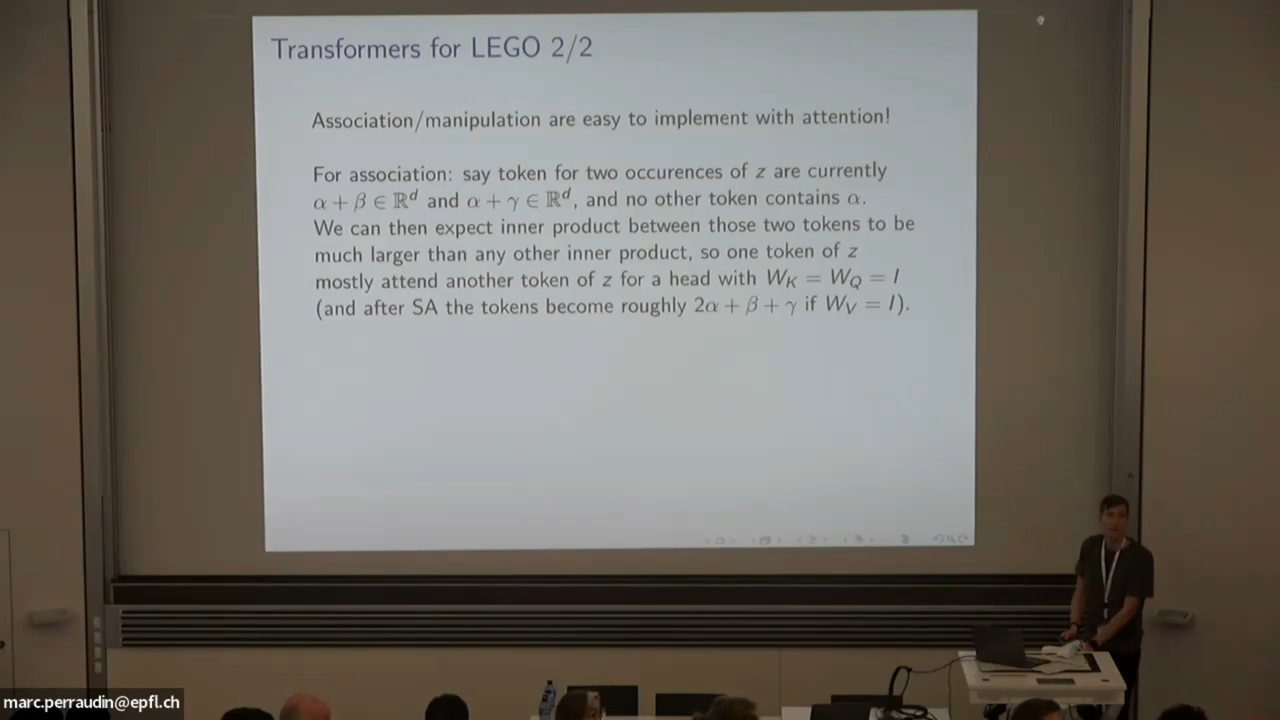 Transformers for LEGO 2/2
Association/manipulation are easy to implement with attention!
For association: say token for two occurences of z are currently
α + β ∈ ℝᵈ and α + γ ∈ ℝᵈ, and no other token contains α.
We can then expect inner product between those two tokens to be
much larger than any other inner product, so one token of z
mostly attend another token of z for a head with W_K = W_Q = I
(and after SA the tokens become roughly 2α + β + γ if W_V = I).
marc.perraudin@epfl.ch